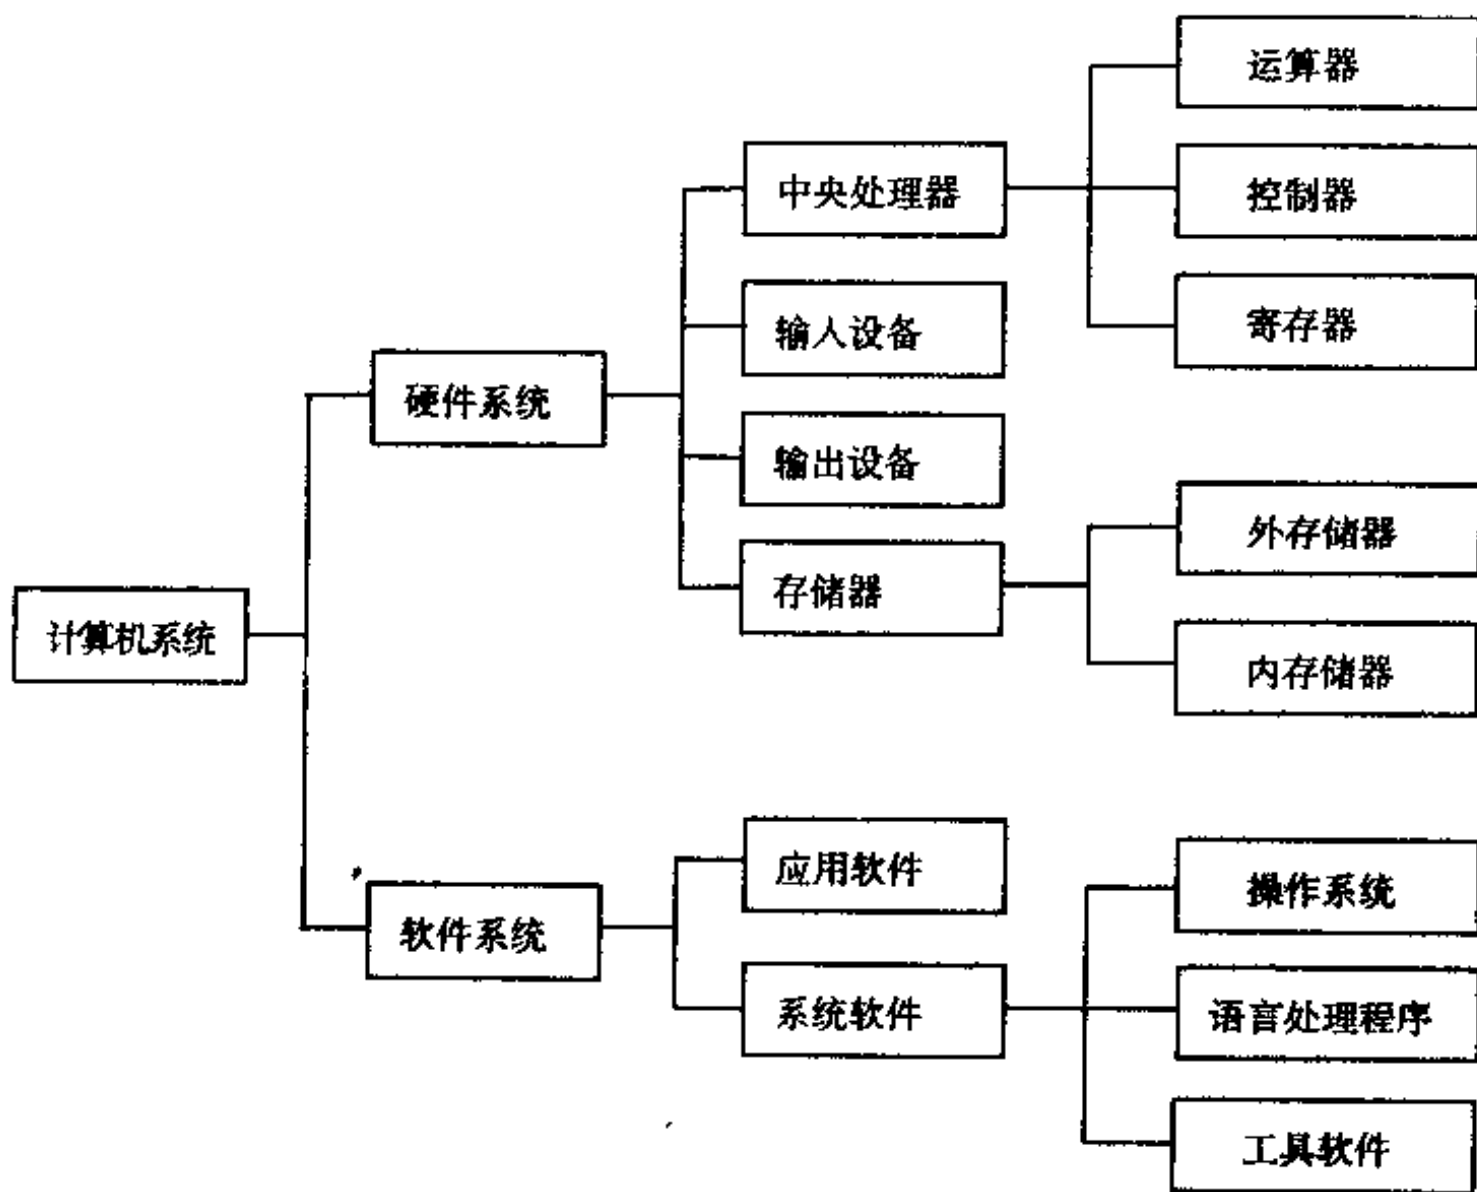 运算器
中央处理器
控制器
输人设备
寄存器
硬件系统
输出设备
外存储器
存储器
计算机系统
内存储器
应用软件
操作系统
软件系统
系统软件
语言处理程序
工具软件